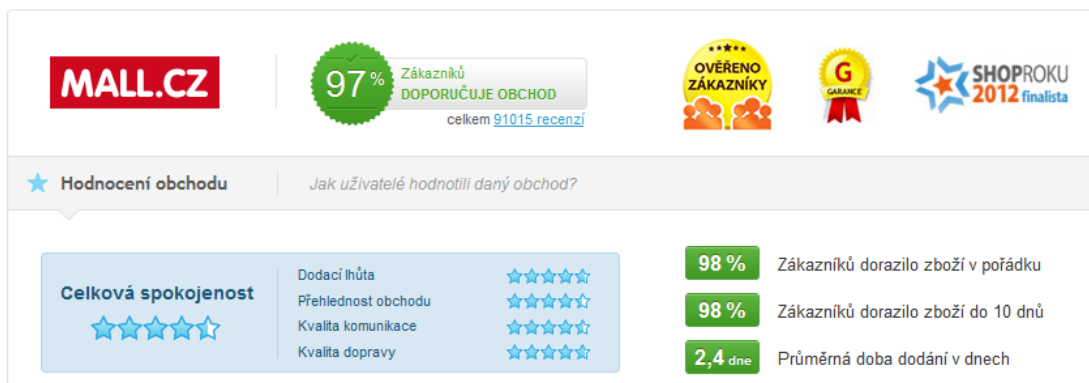 MALL.CZ
97 %
Zákazníků
DOPORUČUJE OBCHOD
celkem 91015 recenzí
OVĚŘENO
ZÁKAZNÍKY
G
GARANCE
SHOPROKU
2012 finalista
Hodnocení obchodu
Jak uživatelé hodnotili daný obchod?
Celková spokojenost
Dodací lhůta
Přehlednost obchodu
Kvalita komunikace
Kvalita dopravy
98 % Zákazníků dorazilo zboží v pořádku
98 % Zákazníků dorazilo zboží do 10 dnů
2,4 dne Průměrná doba dodání v dnech